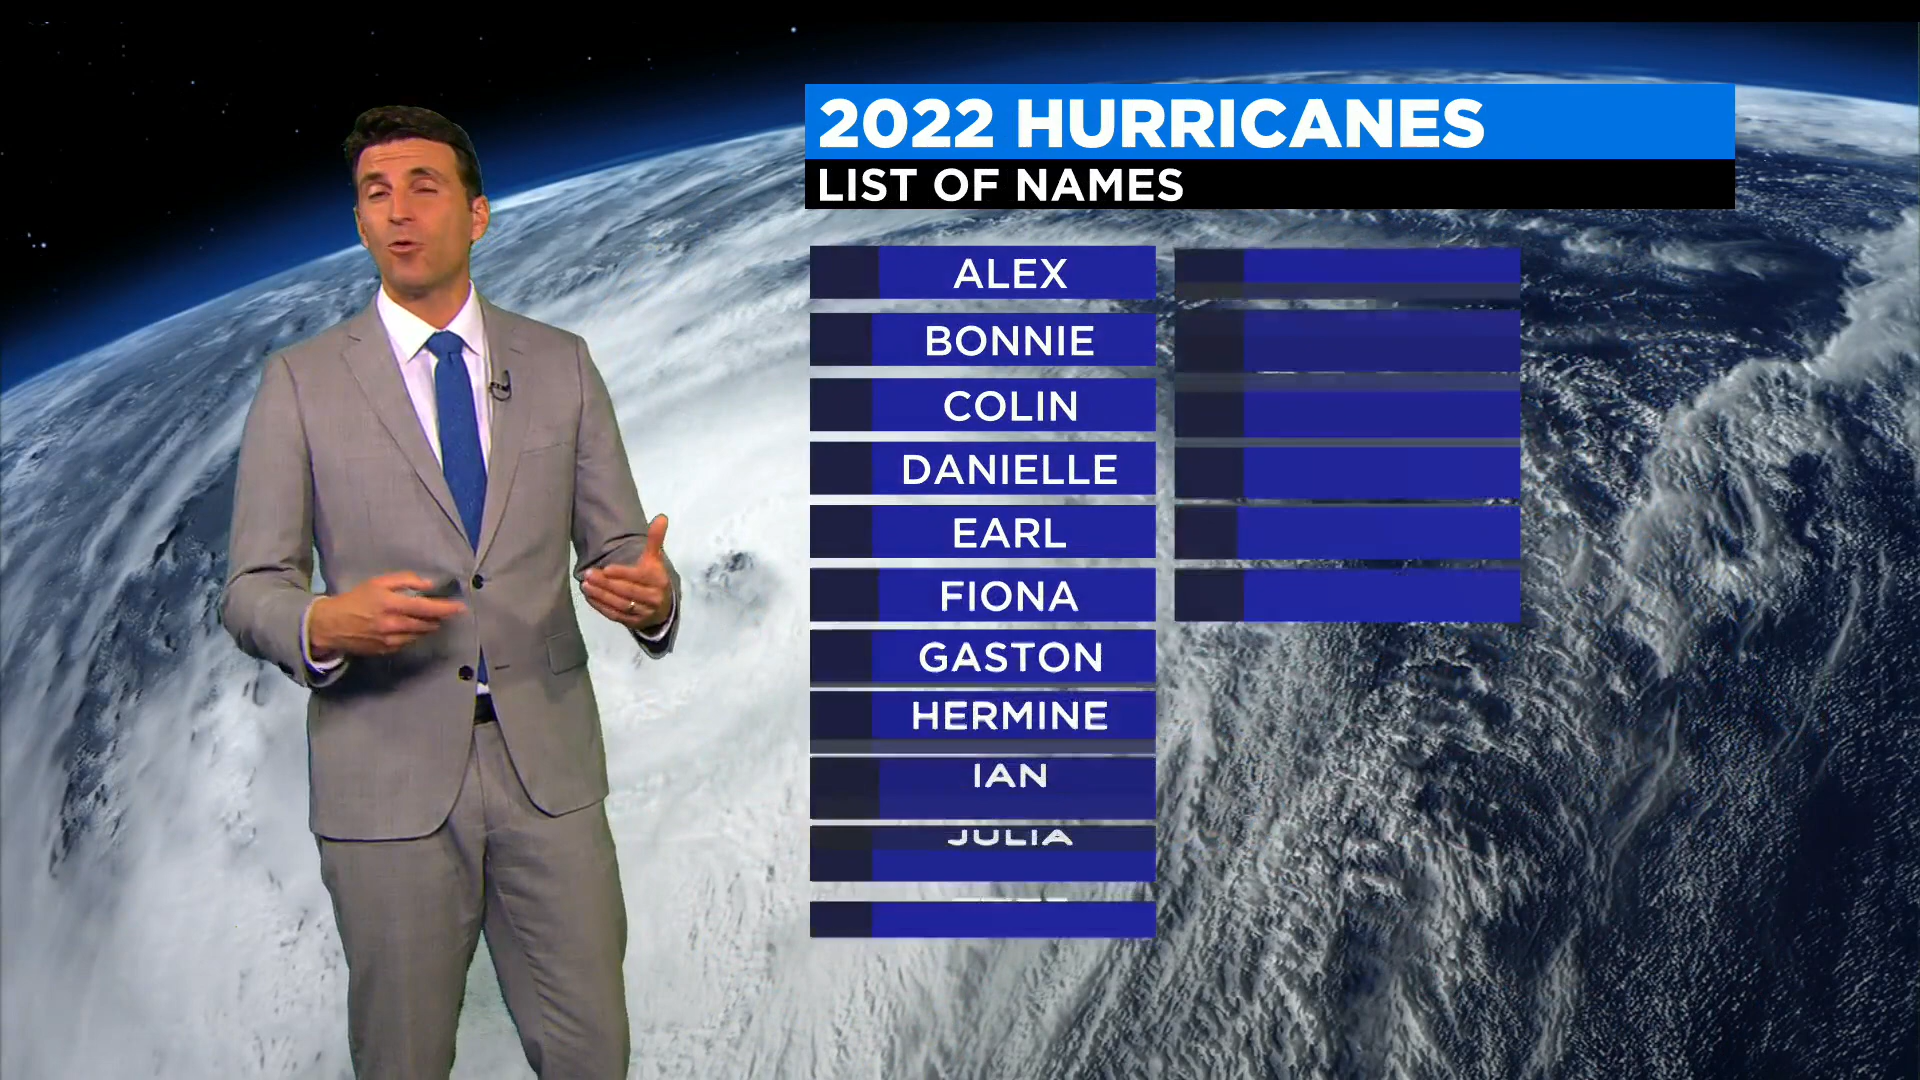 2022 HURRICANES
LIST OF NAMES
ALEX
BONNIE
COLIN
DANIELLE
EARL
FIONA
GASTON
HERMINE
IAN
JULIA